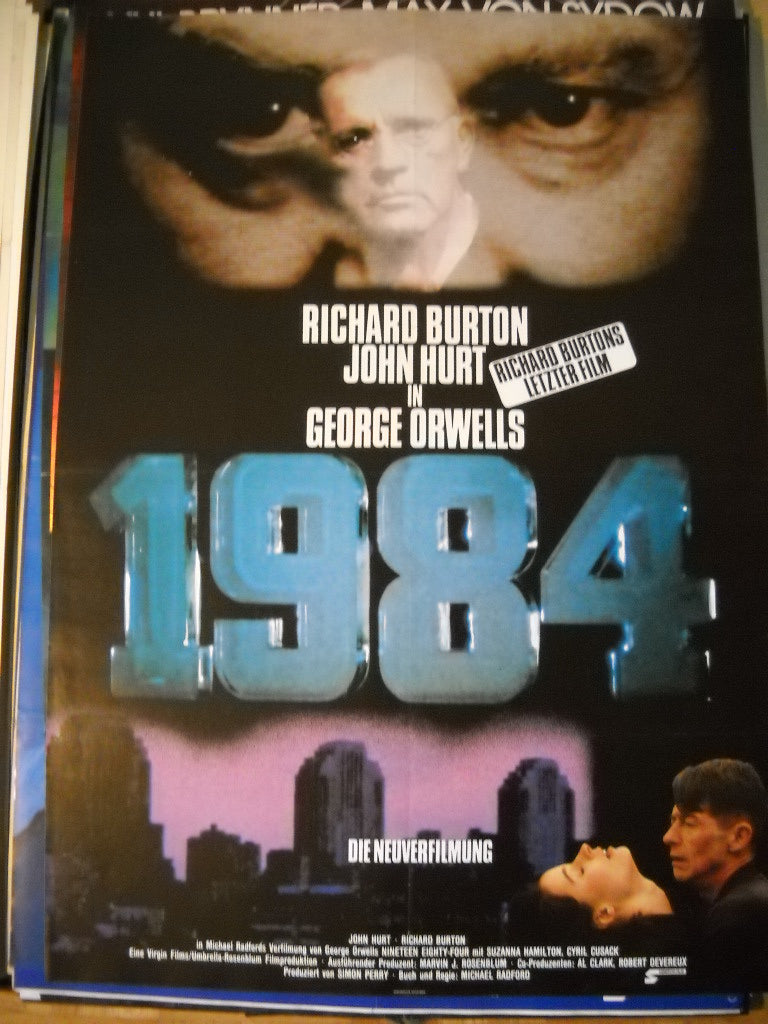 MAX VON SYDOW
RICHARD BURTON
JOHN HURT
RICHARD BURTONS
LETZTER FILM
IN
GEORGE ORWELLS
1984
DIE NEUVERFILMUNG
JOHN HURT · RICHARD BURTON
in Michael Radfords Verfilmung von George Orwells NINETEEN EIGHTY-FOUR mit SUZANNA HAMILTON, CYRIL CUSACK
Eine Virgin Films/Umbrella-Rosenblum Filmproduktion · Ausführender Produzent: MARVIN J. ROSENBLUM · Co-Produzenten: AL CLARK, ROBERT DEVEREUX
Produziert von SIMON PERRY · Buch und Regie: MICHAEL RADFORD